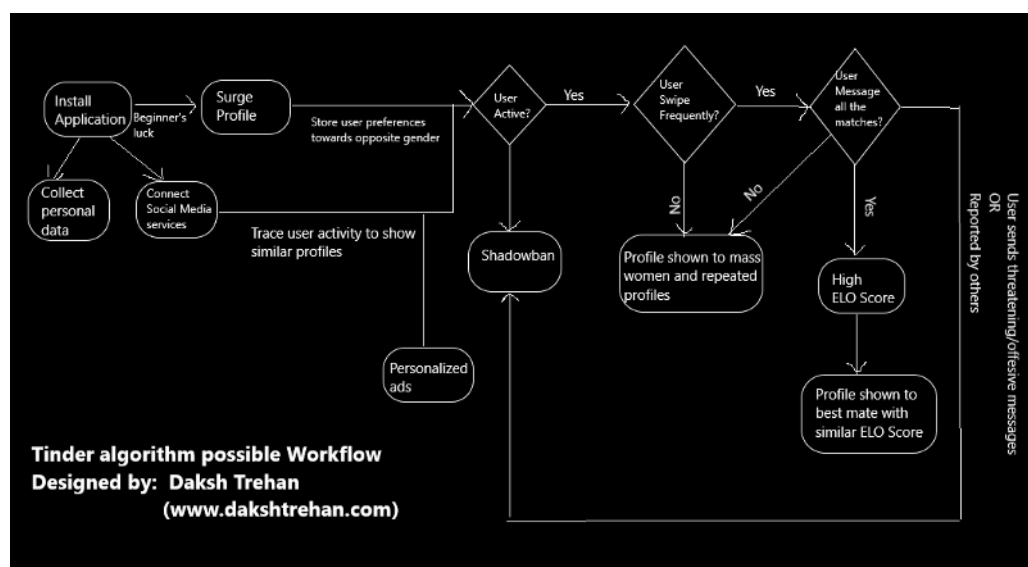 Install
Application
Beginner's
luck
Surge
Profile
Store user preferences
towards opposite gender
Collect
personal
data
Connect
Social Media
services
Trace user activity to show
similar profiles
Personalized
ads
User
Active?
Yes
Shadowban
User
Swipe
Frequently?
Yes
No
No
Profile shown to mass
women and repeated
profiles
User
Message
all the
matches?
Yes
High
ELO Score
Profile shown to
best mate with
similar ELO Score
User sends threatening/offesive messages
OR
Reported by others
Tinder algorithm possible Workflow
Designed by: Daksh Trehan
(www.dakshtrehan.com)